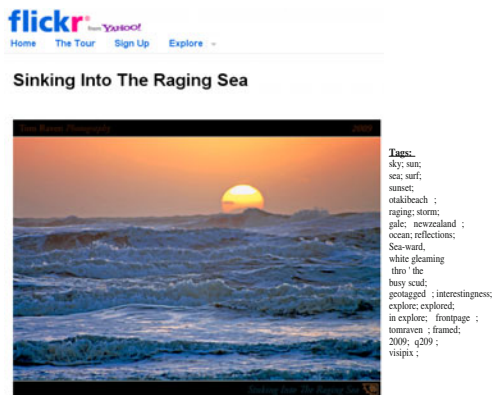 flickr from YAHOO!
Home The Tour Sign Up Explore
Sinking Into The Raging Sea
Tom Raven Photography 2009
Tags:
sky; sun;
sea; surf;
sunset;
otakibeach ;
raging; storm;
gale; newzealand ;
ocean; reflections;
Sea-ward,
white gleaming
thro ' the
busy scud;
geotagged ; interestingness;
explore; explored;
in explore; frontpage ;
tomraven ; framed;
2009; q209 ;
visipix ;
Sinking Into The Raging Sea